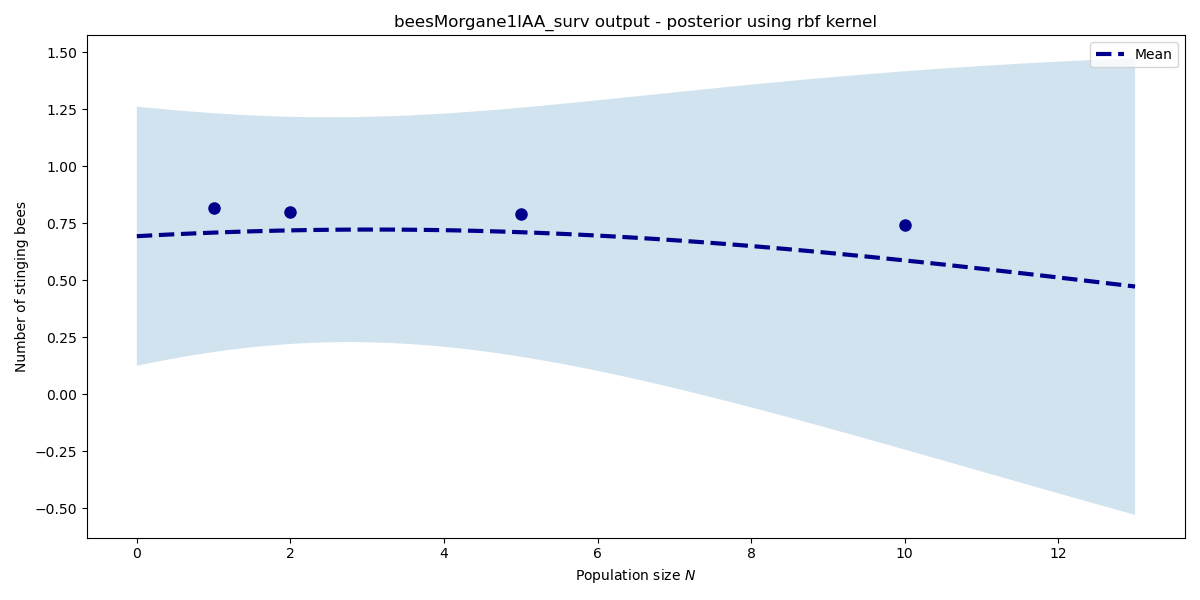 beesMorgane1IAA_surv output - posterior using rbf kernel
Mean
Number of stinging bees
1.50
1.25
1.00
0.75
0.50
0.25
0.00
−0.25
−0.50
0 2 4 6 8 10 12
Population size N